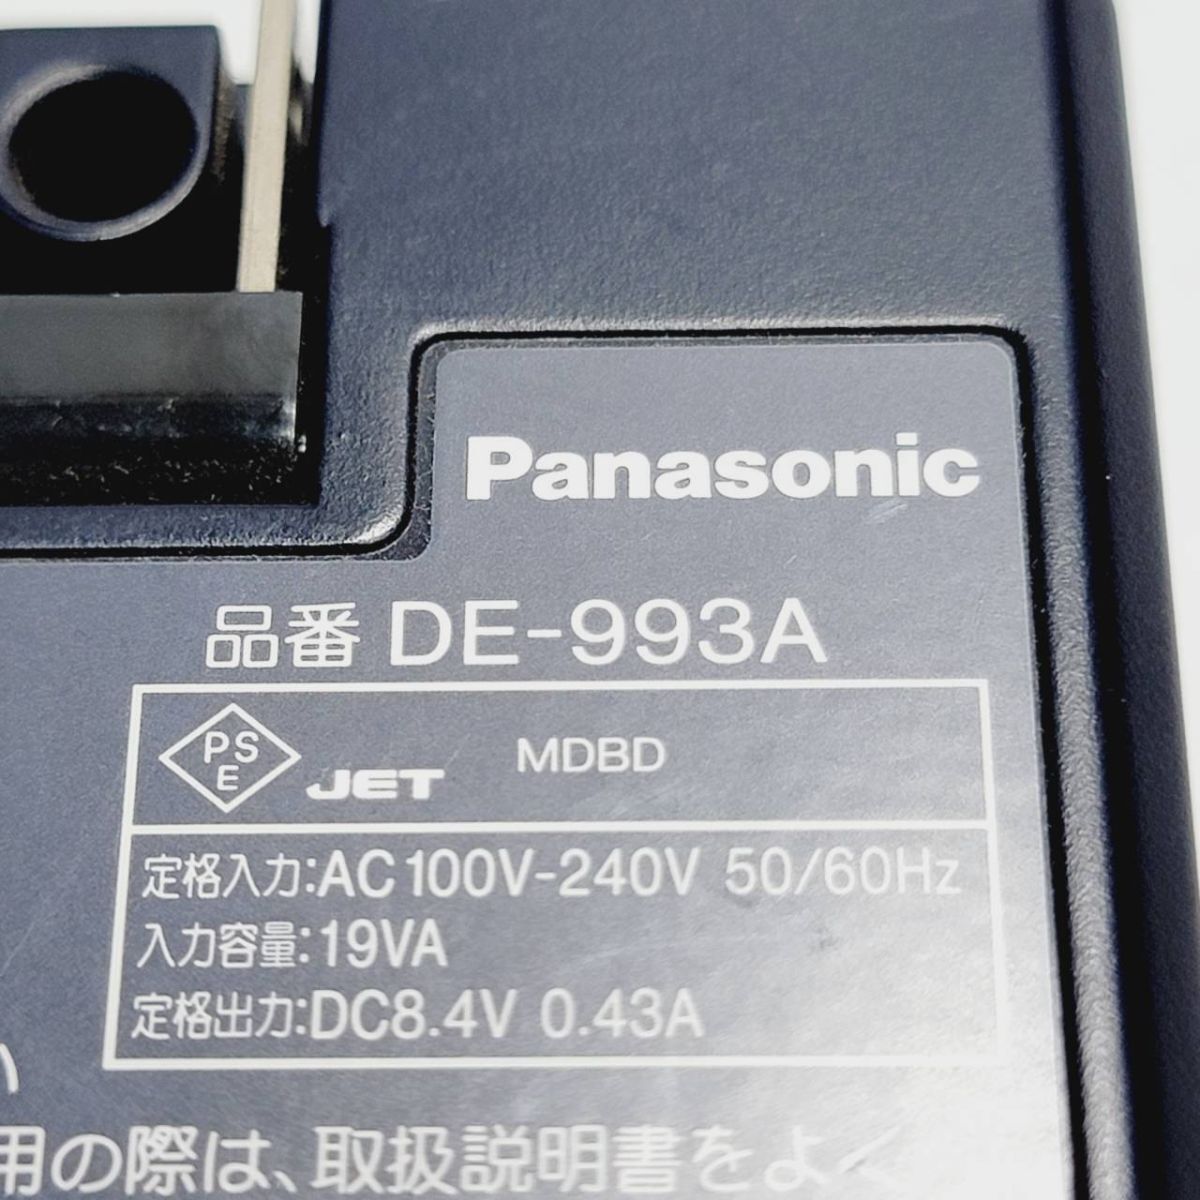 Panasonic
品番 DE-993A
PS
E
JET MDBD
定格入力:AC100V-240V 50/60Hz
入力容量:19VA
定格出力:DC8.4V 0.43A
い
用の際は、取扱説明書をよく